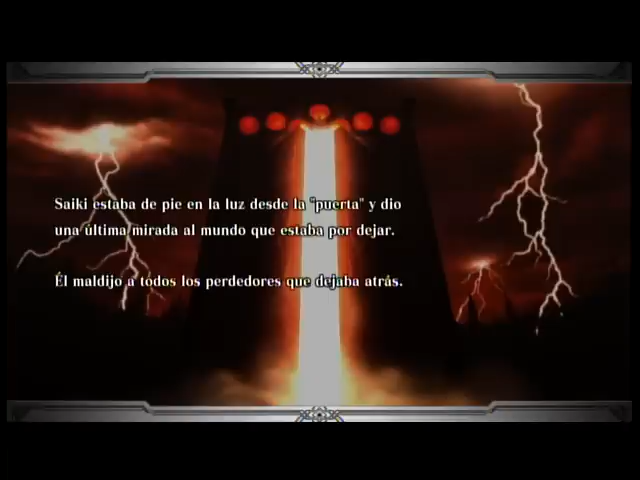 Saiki estaba de pie en la luz desde la "puerta" y dio
una última mirada al mundo que estaba por dejar.
Él maldijo a todos los perdedores que dejaba atrás.